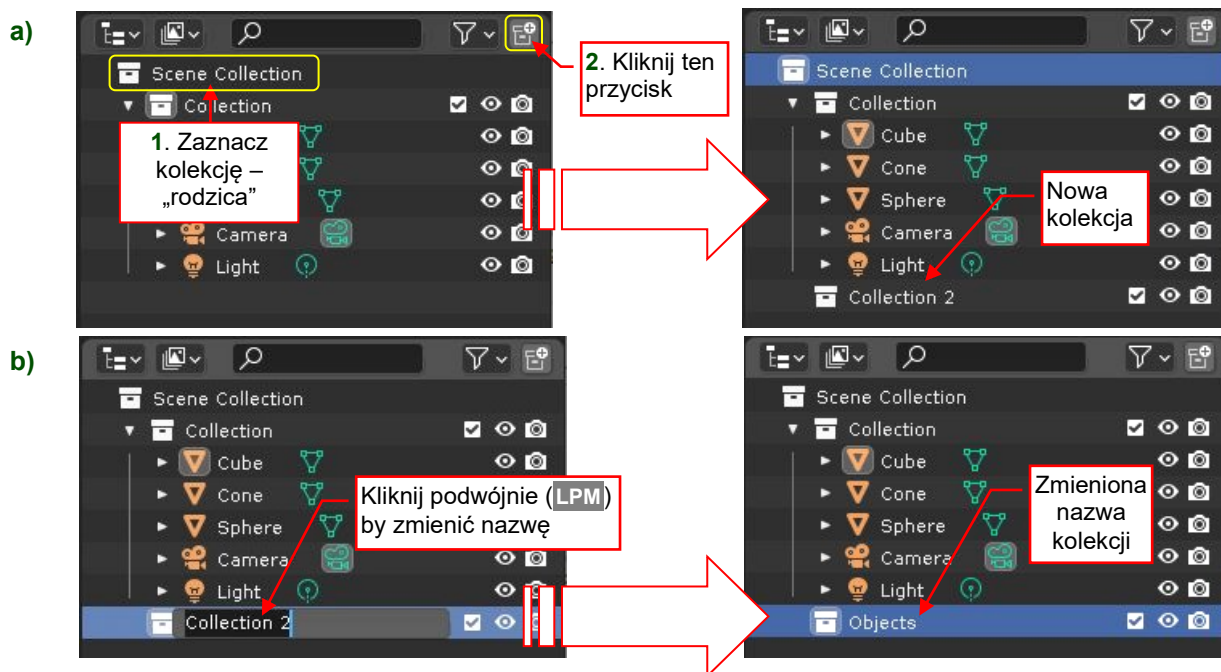 a)
Scene Collection
Collection
1. Zaznacz
kolekcję –
„rodzica”
Camera
Light
2. Kliknij ten
przycisk
Scene Collection
Collection
Cube
Cone
Sphere
Camera
Light
Collection 2
Nowa
kolekcja
b)
Scene Collection
Collection
Cube
Cone
Sphere
Camera
Light
Collection 2
Kliknij podwójnie (LPM)
by zmienić nazwę
Scene Collection
Collection
Cube
Cone
Sphere
Camera
Light
Objects
Zmieniona
nazwa
kolekcji